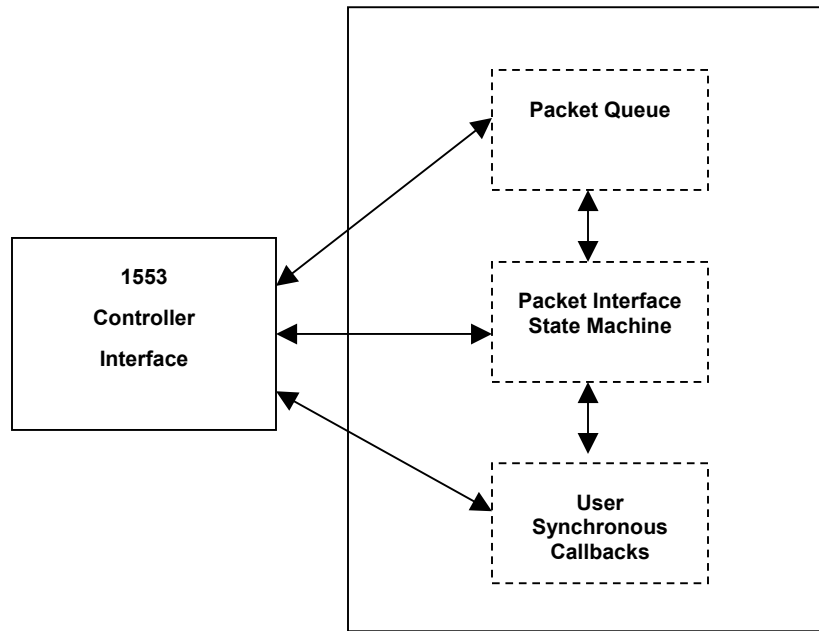 Packet Queue
1553
Controller
Interface
Packet Interface
State Machine
User
Synchronous
Callbacks